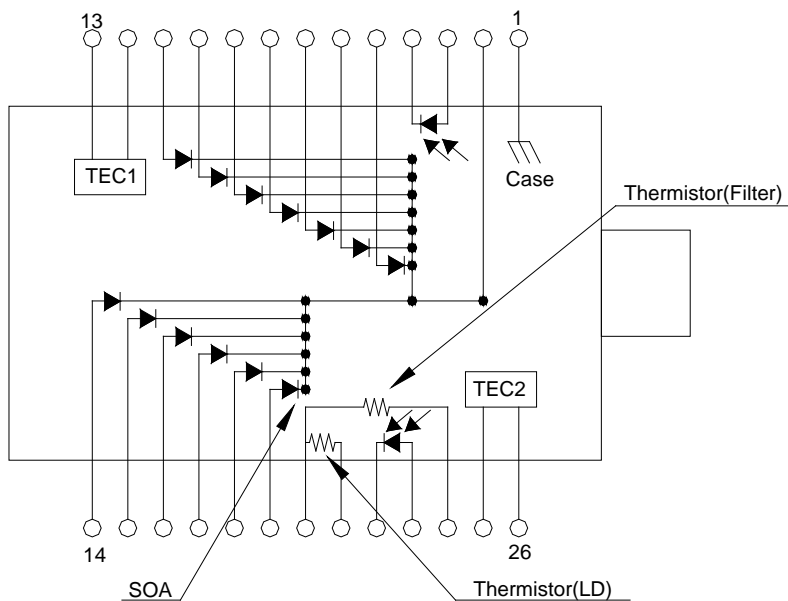 13
1
TEC1
Case
Thermistor(Filter)
TEC2
14
26
SOA
Thermistor(LD)